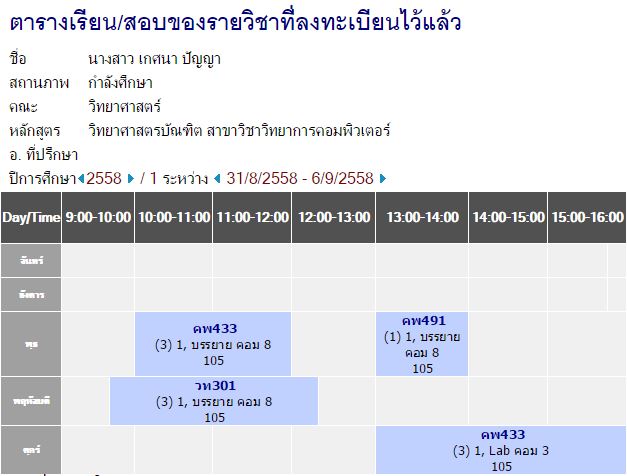 ตารางเรียน/สอบของรายวิชาที่ลงทะเบียนไว้แล้ว
ชื่อ นางสาว เกศนา ปัญญา
สถานภาพ กำลังศึกษา
คณะ วิทยาศาสตร์
หลักสูตร วิทยาศาสตรบัณฑิต สาขาวิชาวิทยาการคอมพิวเตอร์
อ. ที่ปรึกษา
ปีการศึกษา 2558 / 1 ระหว่าง 31/8/2558 - 6/9/2558
Day/Time 9:00-10:00 10:00-11:00 11:00-12:00 12:00-13:00 13:00-14:00 14:00-15:00 15:00-16:00
จันทร์
อังคาร
พุธ
คพ433
(3) 1, บรรยาย คอม 8
105
คพ491
(1) 1, บรรยาย
คอม 8
105
พฤหัสบดี
วท301
(3) 1, บรรยาย คอม 8
105
ศุกร์
คพ433
(3) 1, Lab คอม 3
105